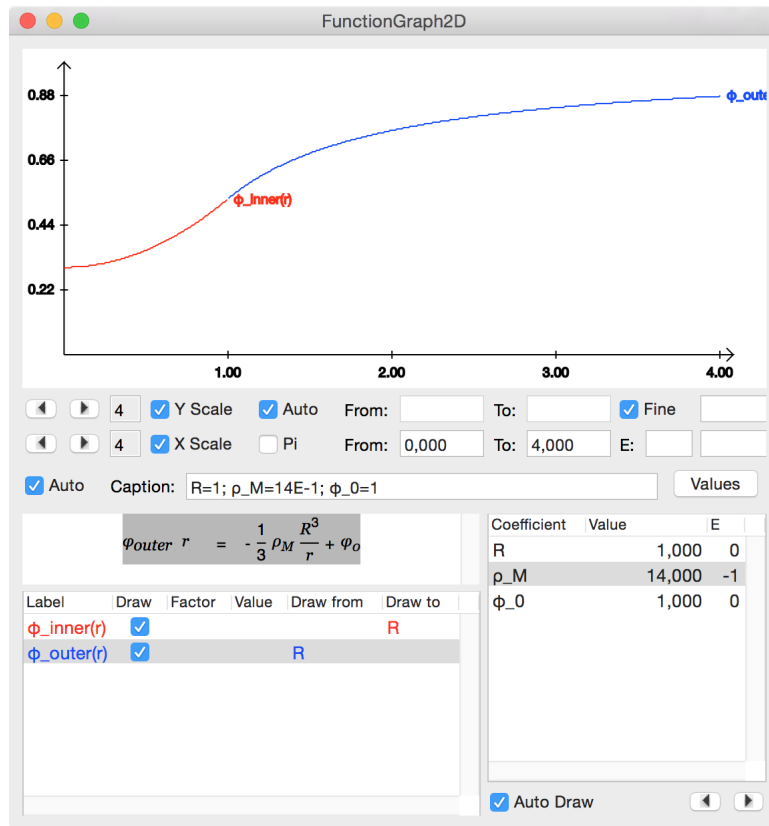 FunctionGraph2D
0.88
ϕ_oute
0.66
ϕ_inner(r)
0.44
0.22
1.00 2.00 3.00 4.00
4 Y Scale Auto From: To: Fine
4 X Scale Pi From: 0,000 To: 4,000 E:
Auto Caption: R=1; ρ_M=14E-1; ϕ_0=1 Values
φouter r = - 1/3 ρM R³/r + φo
Coefficient Value E
R 1,000 0
ρ_M 14,000 -1
ϕ_0 1,000 0
Label Draw Factor Value Draw from Draw to
ϕ_inner(r) R
ϕ_outer(r) R
Auto Draw